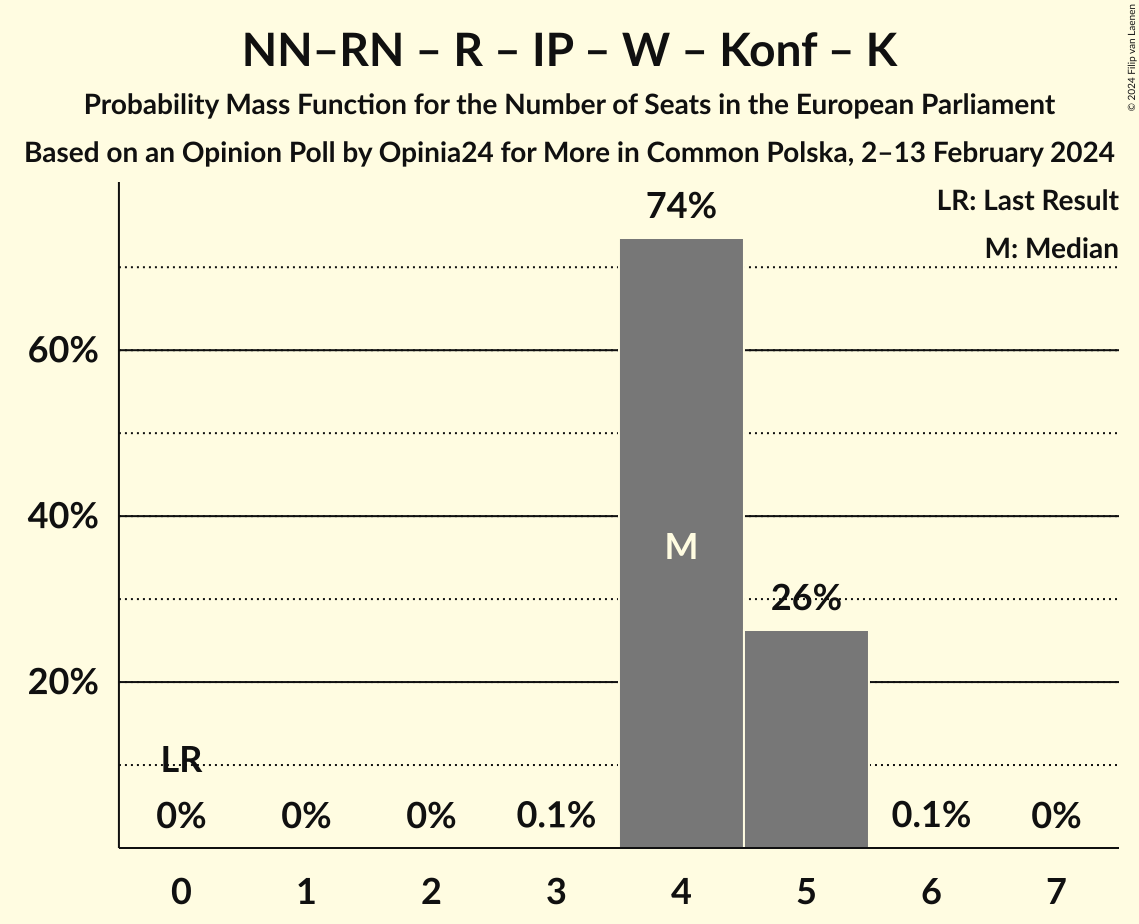 NN–RN – R – IP – W – Konf – K
Probability Mass Function for the Number of Seats in the European Parliament
Based on an Opinion Poll by Opinia24 for More in Common Polska, 2–13 February 2024
© 2024 Filip van Laenen
LR: Last Result
M: Median
74%
60%
40%
M
26%
20%
LR
0% 0% 0% 0.1% 0.1% 0%
0 1 2 3 4 5 6 7